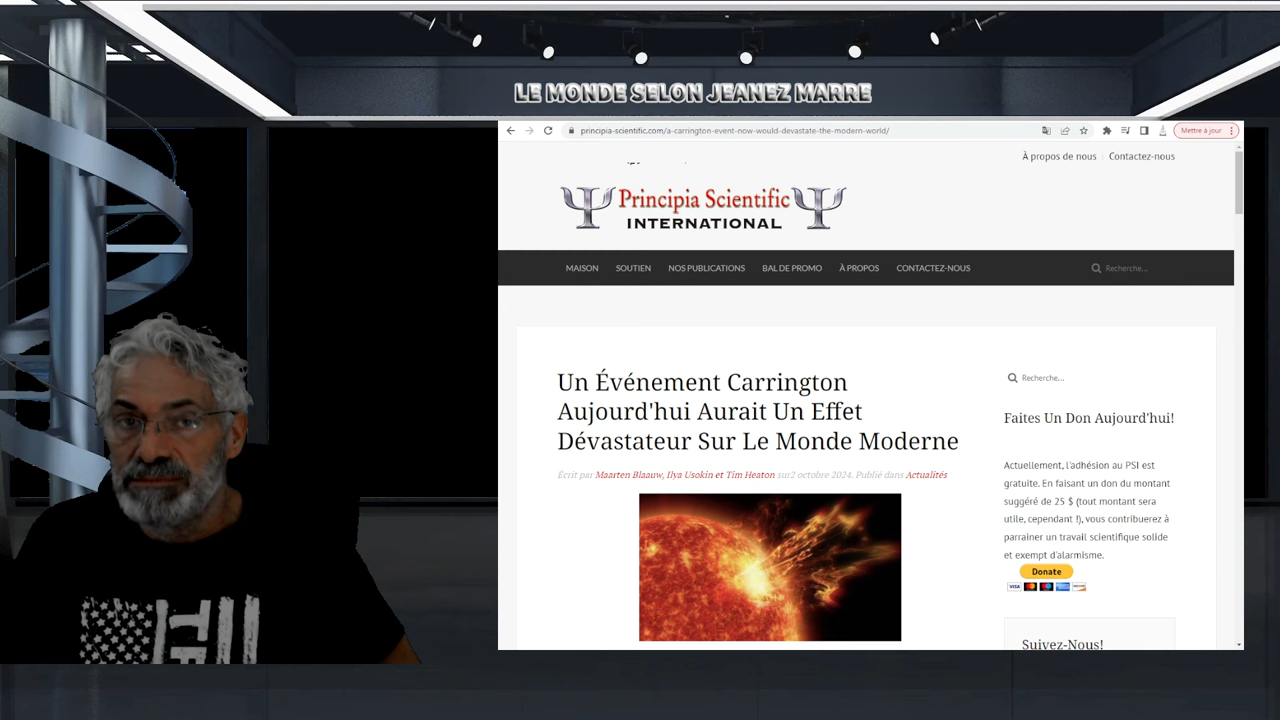 LE MONDE SELON JEANEZ MARRE
principia-scientific.com/a-carrington-event-now-would-devastate-the-modern-world/
Mettre à jour
À propos de nous
Contactez-nous
Principia Scientific
INTERNATIONAL
MAISON
SOUTIEN
NOS PUBLICATIONS
BAL DE PROMO
À PROPOS
CONTACTEZ-NOUS
Recherche...
Un Événement Carrington
Aujourd'hui Aurait Un Effet
Dévastateur Sur Le Monde Moderne
Écrit par Maarten Blaauw, Ilya Usokin et Tim Heaton sur2 octobre 2024. Publié dans Actualités
Recherche...
Faites Un Don Aujourd'hui!
Actuellement, l'adhésion au PSI est
gratuite. En faisant un don du montant
suggéré de 25 $ (tout montant sera
utile, cependant !), vous contribuerez à
parrainer un travail scientifique solide
et exempt d'alarmisme.
Donate
VISA
Suivez-Nous!